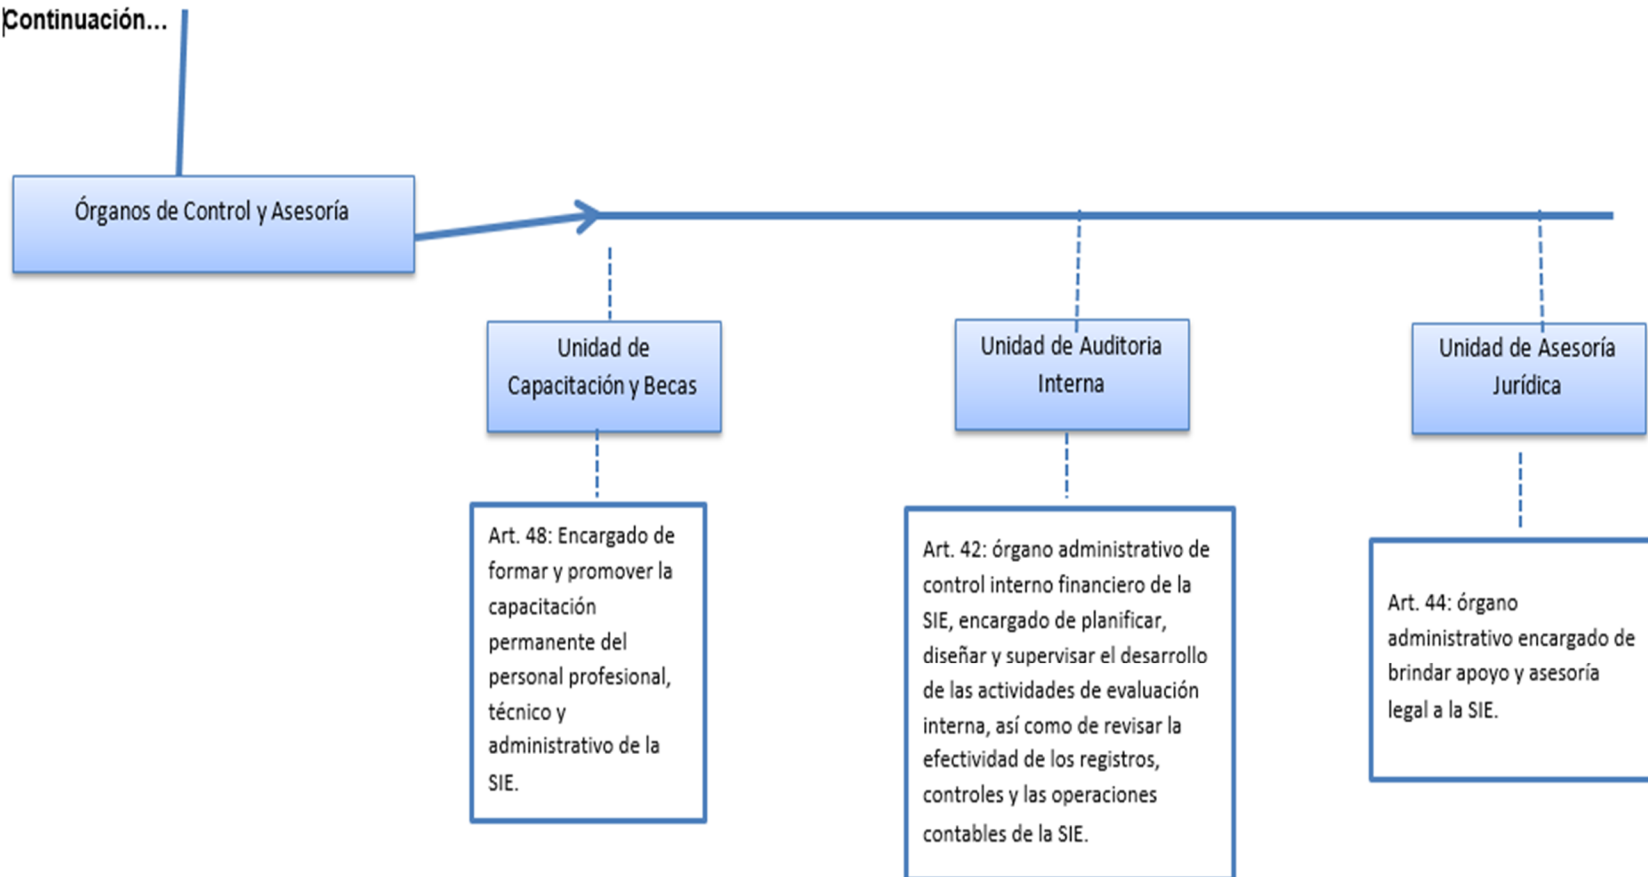 Continuación...
Órganos de Control y Asesoría
Unidad de
Capacitación y Becas
Unidad de Auditoria
Interna
Unidad de Asesoría
Jurídica
Art. 48: Encargado de
formar y promover la
capacitación
permanente del
personal profesional,
técnico y
administrativo de la
SIE.
Art. 42: órgano administrativo de
control interno financiero de la
SIE, encargado de planificar,
diseñar y supervisar el desarrollo
de las actividades de evaluación
interna, así como de revisar la
efectividad de los registros,
controles y las operaciones
contables de la SIE.
Art. 44: órgano
administrativo encargado de
brindar apoyo y asesoría
legal a la SIE.